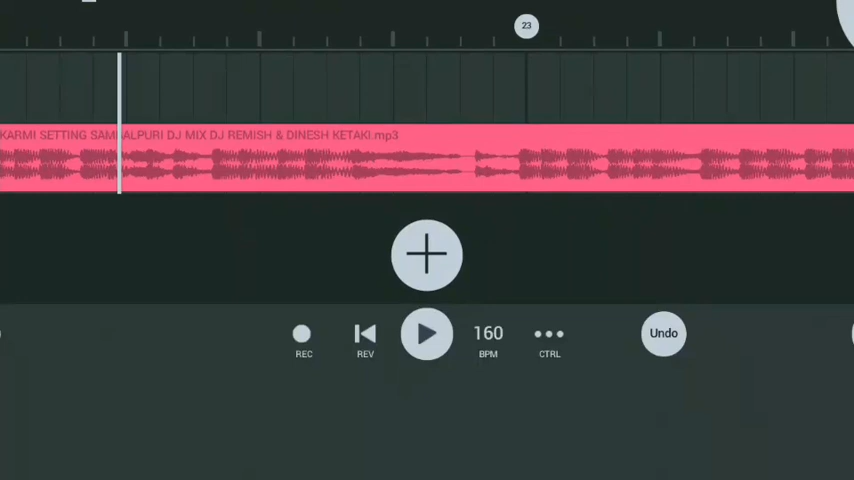 23
KARMI SETTING SAMBALPURI DJ MIX DJ REMISH & DINESH KETAKI.mp3
160
Undo
REC
REV
BPM
CTRL